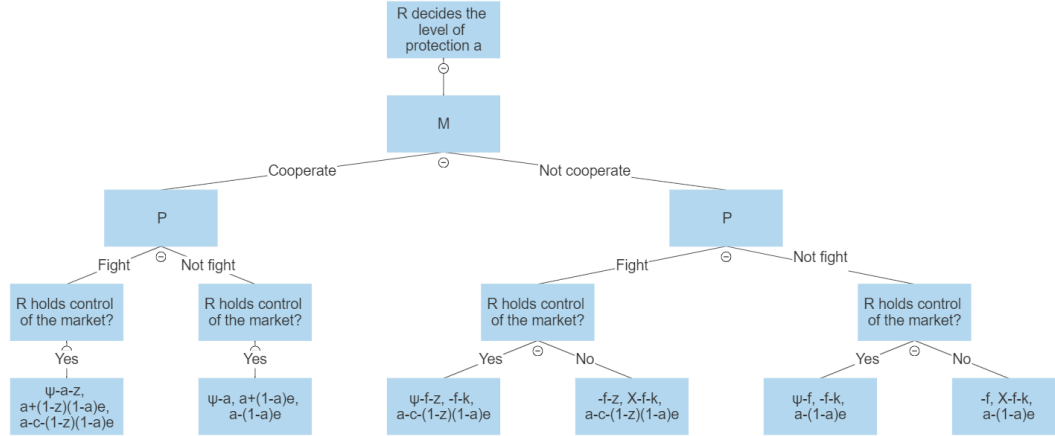 R decides the
level of
protection a
M
Cooperate
Not cooperate
P
P
Fight
Not fight
Fight
Not fight
R holds control
of the market?
R holds control
of the market?
R holds control
of the market?
R holds control
of the market?
Yes
Yes
Yes
No
Yes
No
ψ-a-z,
a+(1-z)(1-a)e,
a-c-(1-z)(1-a)e
ψ-a, a+(1-a)e,
a-(1-a)e
ψ-f-z, -f-k,
a-c-(1-z)(1-a)e
-f-z, X-f-k,
a-c-(1-z)(1-a)e
ψ-f, -f-k,
a-(1-a)e
-f, X-f-k,
a-(1-a)e